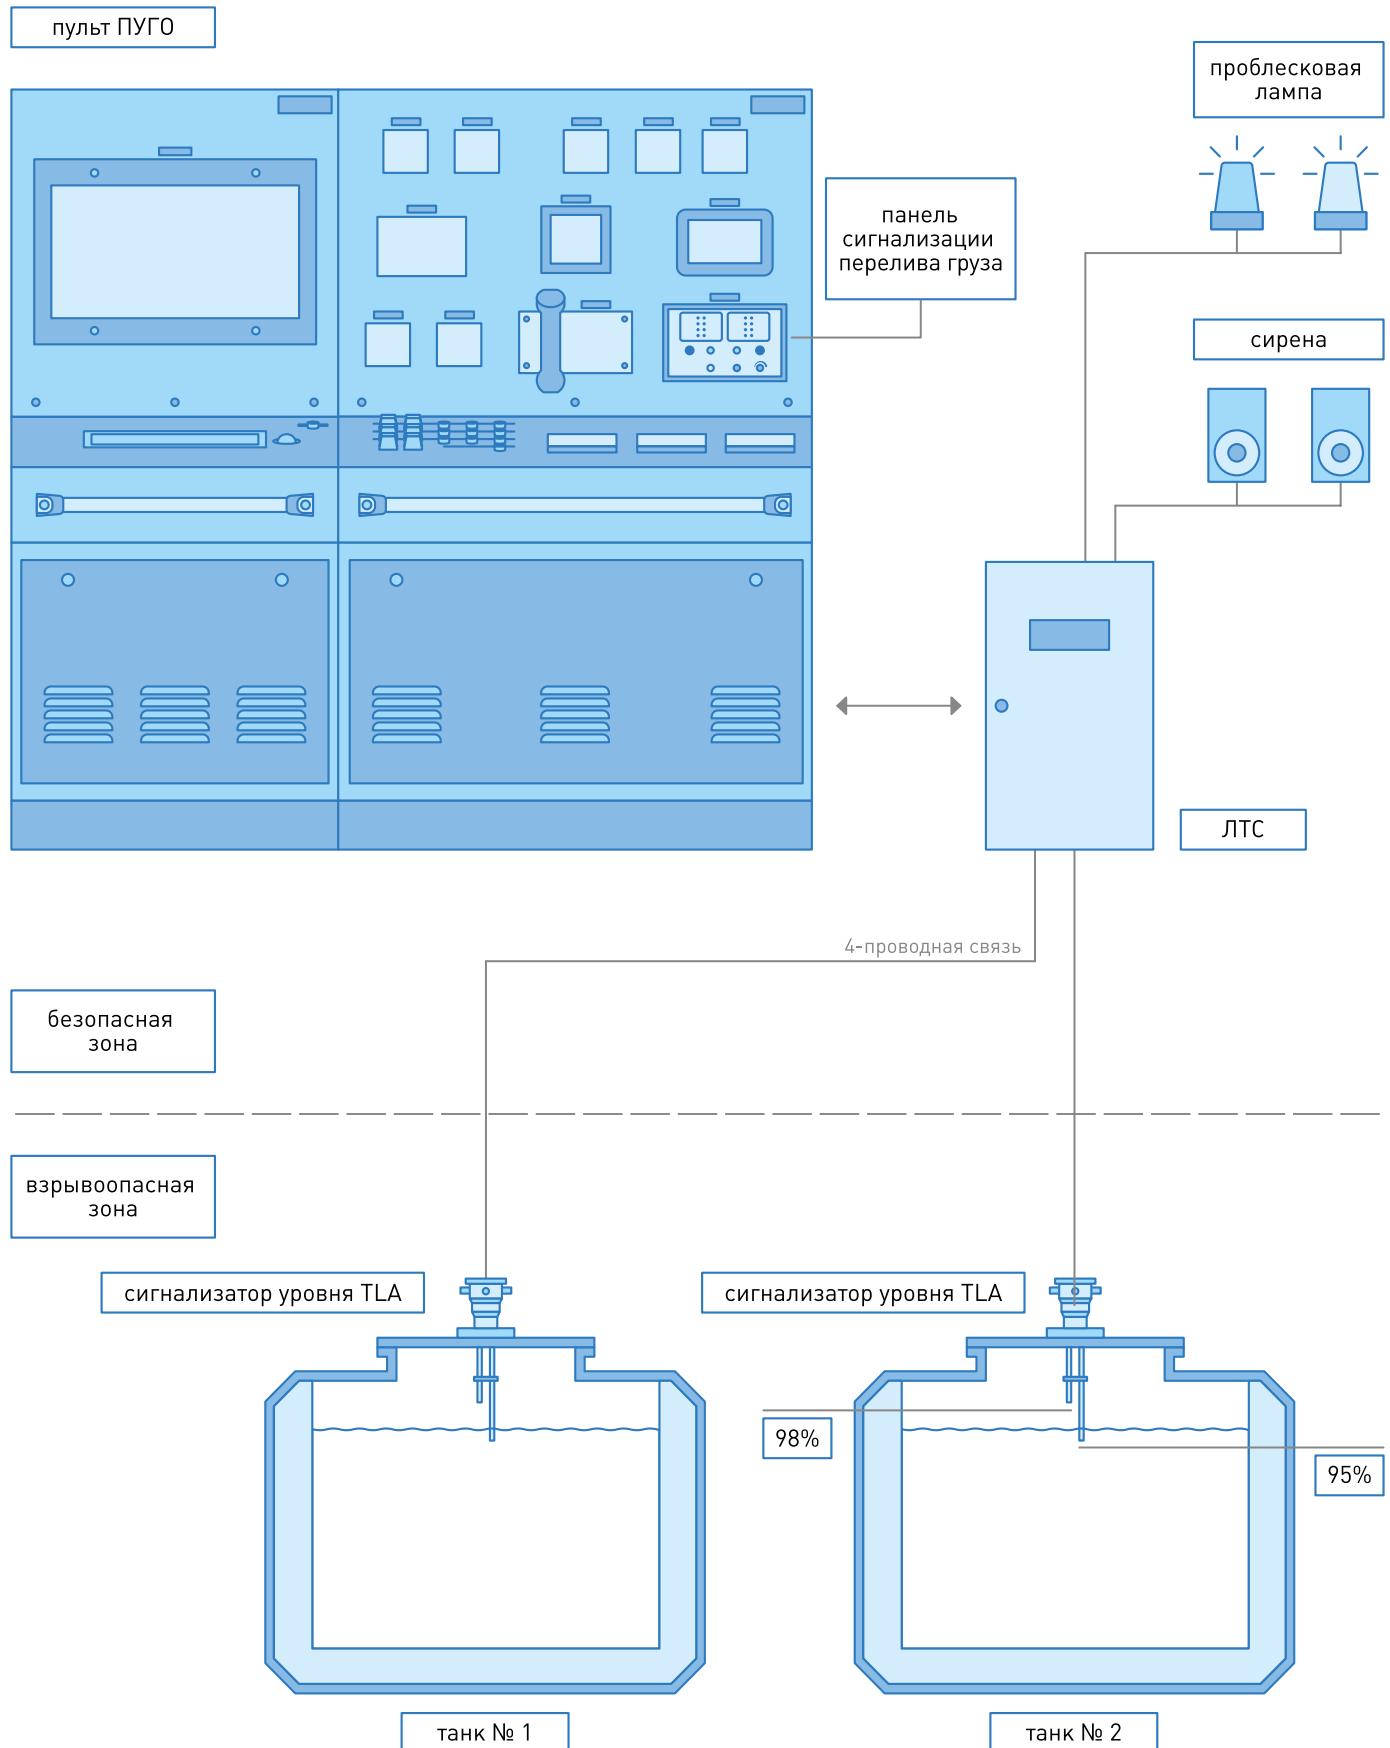 пульт ПУГО
проблесковая
лампа
панель
сигнализации
перелива груза
сирена
ЛТС
4-проводная связь
безопасная
зона
взрывоопасная
зона
сигнализатор уровня TLA
сигнализатор уровня TLA
98%
95%
танк № 1
танк № 2